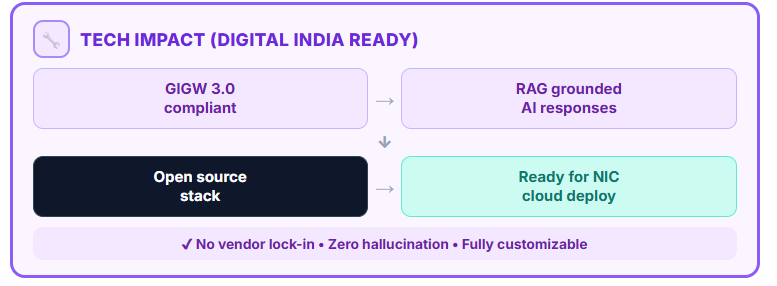 TECH IMPACT (DIGITAL INDIA READY)
GIGW 3.0
compliant
→
RAG grounded
AI responses
↓
Open source
stack
→
Ready for NIC
cloud deploy
✓ No vendor lock-in • Zero hallucination • Fully customizable